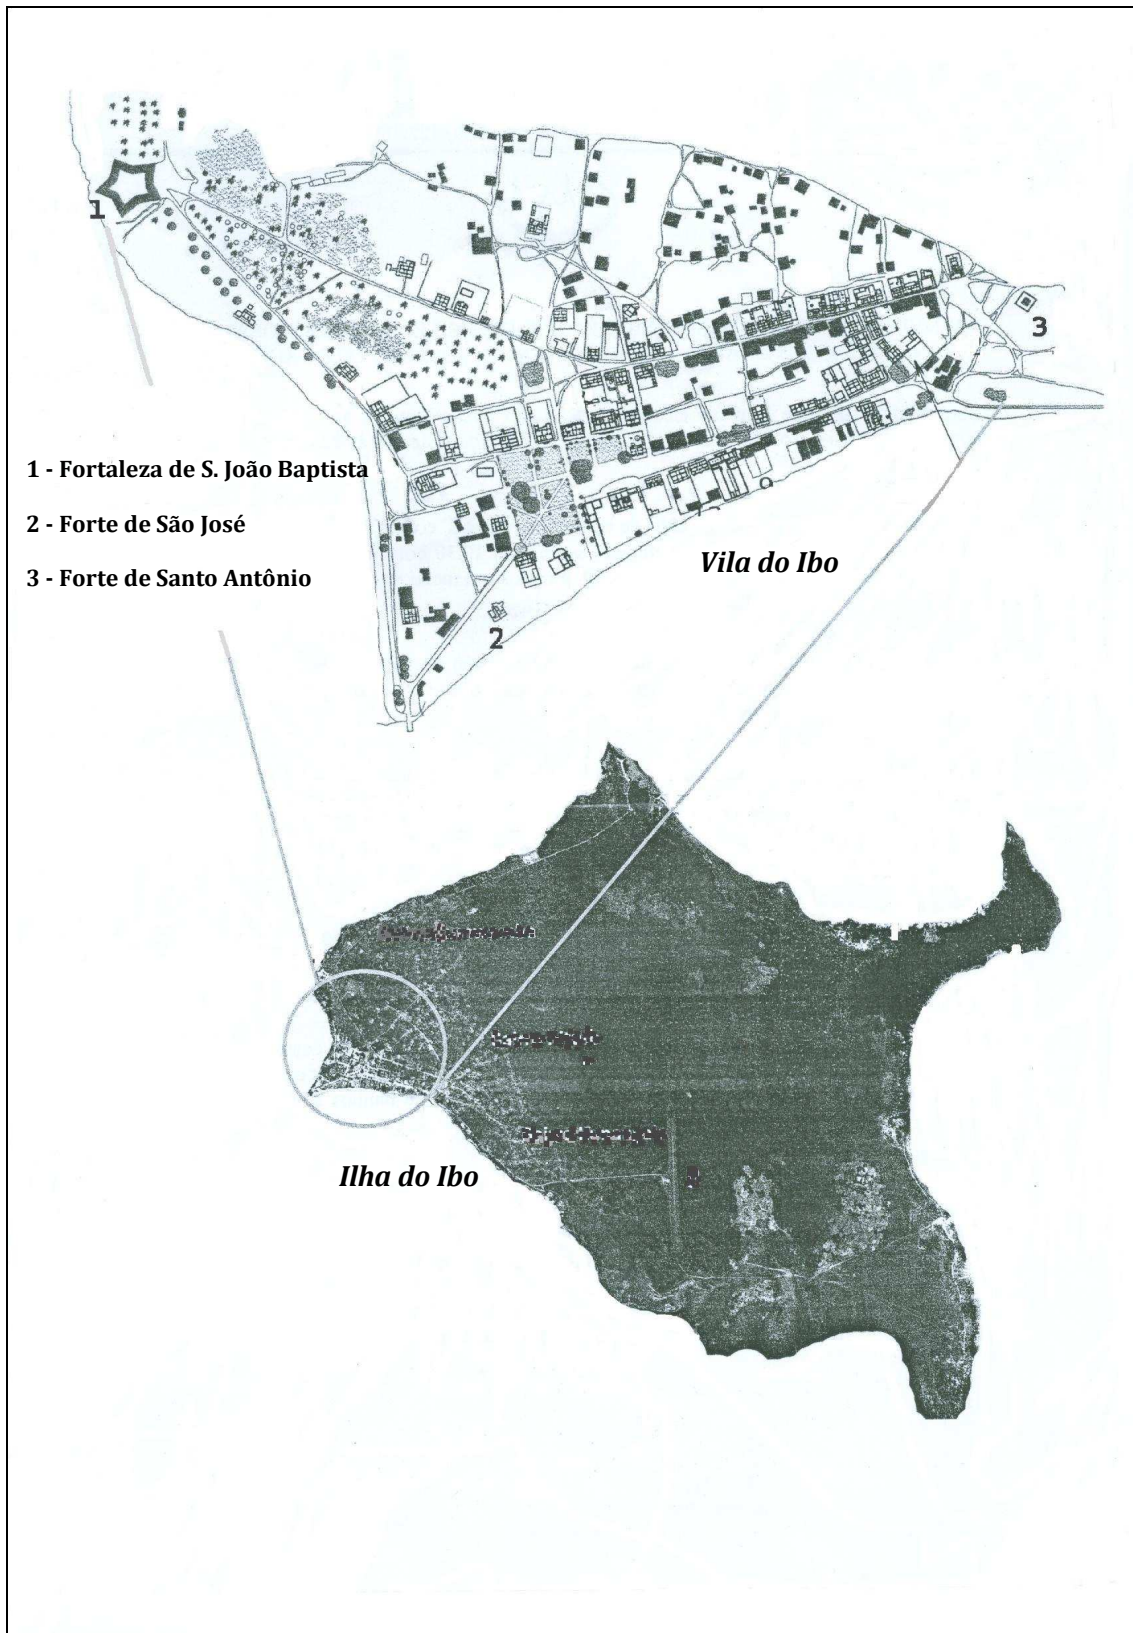 1
3
1 - Fortaleza de S. João Baptista
2 - Forte de São José
Vila do Ibo
3 - Forte de Santo Antônio
2
Ilha do Ibo